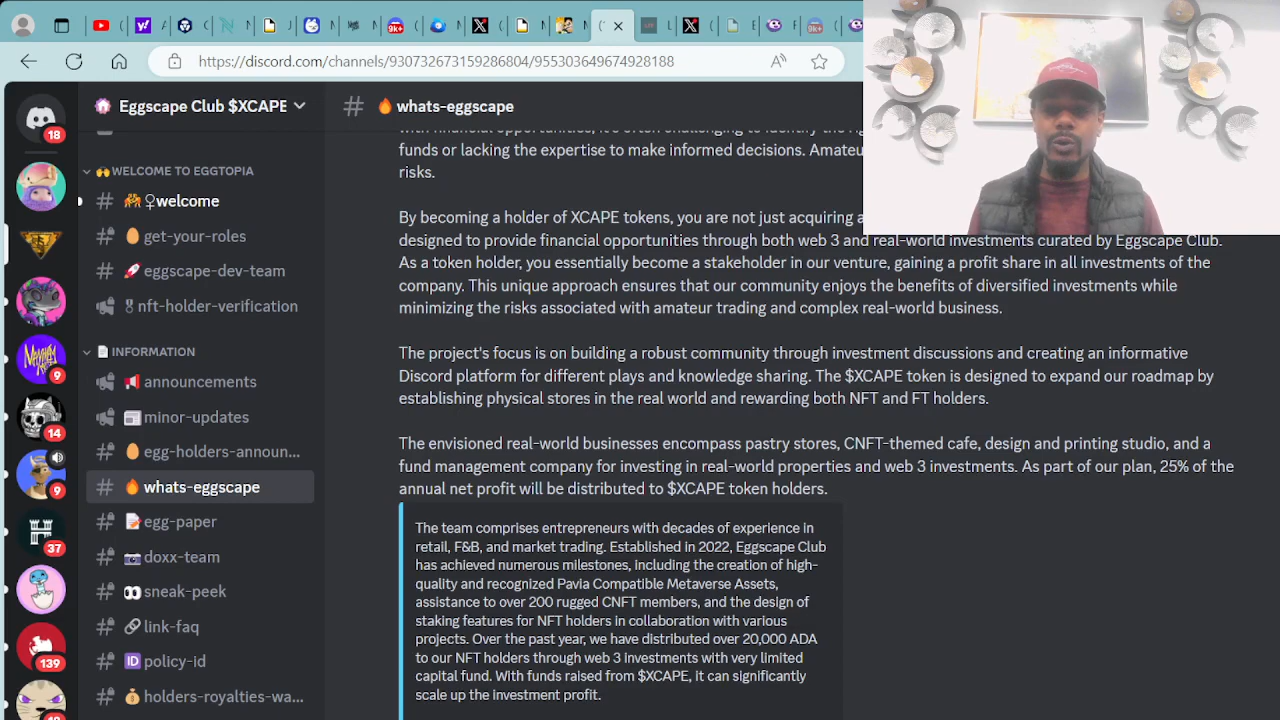 https://discord.com/channels/930732673159286804/955303649674928188
18
9
14
9
37
139
Eggscape Club $XCAPE
WELCOME TO EGGTOPIA
welcome
get-your-roles
eggscape-dev-team
nft-holder-verification
INFORMATION
announcements
minor-updates
egg-holders-announ...
whats-eggscape
egg-paper
doxx-team
sneak-peek
link-faq
policy-id
holders-royalties-wa...
whats-eggscape
with financial opportunities, it's often challenging to identify the
funds or lacking the expertise to make informed decisions. Amateu
risks.
By becoming a holder of XCAPE tokens, you are not just acquiring a
designed to provide financial opportunities through both web 3 and real-world investments curated by Eggscape Club.
As a token holder, you essentially become a stakeholder in our venture, gaining a profit share in all investments of the
company. This unique approach ensures that our community enjoys the benefits of diversified investments while
minimizing the risks associated with amateur trading and complex real-world business.
The project's focus is on building a robust community through investment discussions and creating an informative
Discord platform for different plays and knowledge sharing. The $XCAPE token is designed to expand our roadmap by
establishing physical stores in the real world and rewarding both NFT and FT holders.
The envisioned real-world businesses encompass pastry stores, CNFT-themed cafe, design and printing studio, and a
fund management company for investing in real-world properties and web 3 investments. As part of our plan, 25% of the
annual net profit will be distributed to $XCAPE token holders.
The team comprises entrepreneurs with decades of experience in
retail, F&B, and market trading. Established in 2022, Eggscape Club
has achieved numerous milestones, including the creation of high-
quality and recognized Pavia Compatible Metaverse Assets,
assistance to over 200 rugged CNFT members, and the design of
staking features for NFT holders in collaboration with various
projects. Over the past year, we have distributed over 20,000 ADA
to our NFT holders through web 3 investments with very limited
capital fund. With funds raised from $XCAPE, it can significantly
scale up the investment profit.